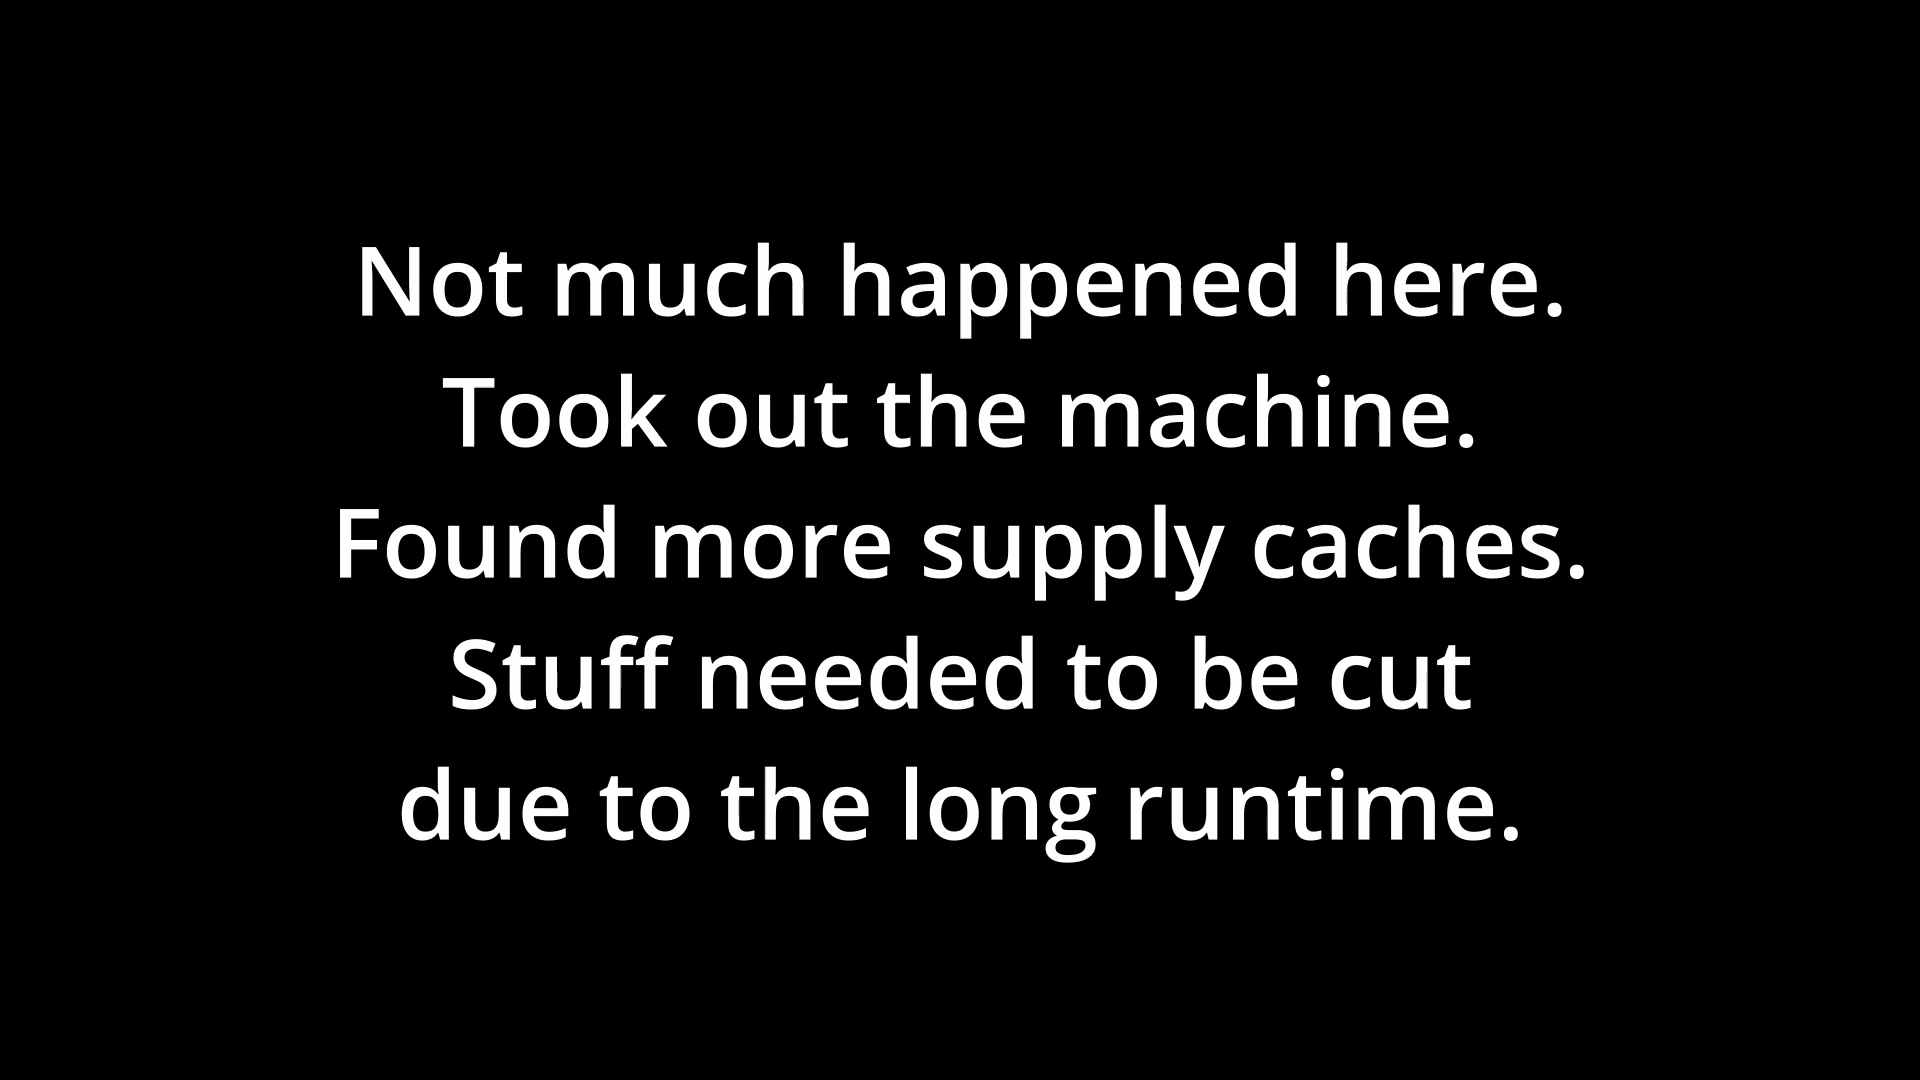 Not much happened here.
Took out the machine.
Found more supply caches.
Stuff needed to be cut
due to the long runtime.